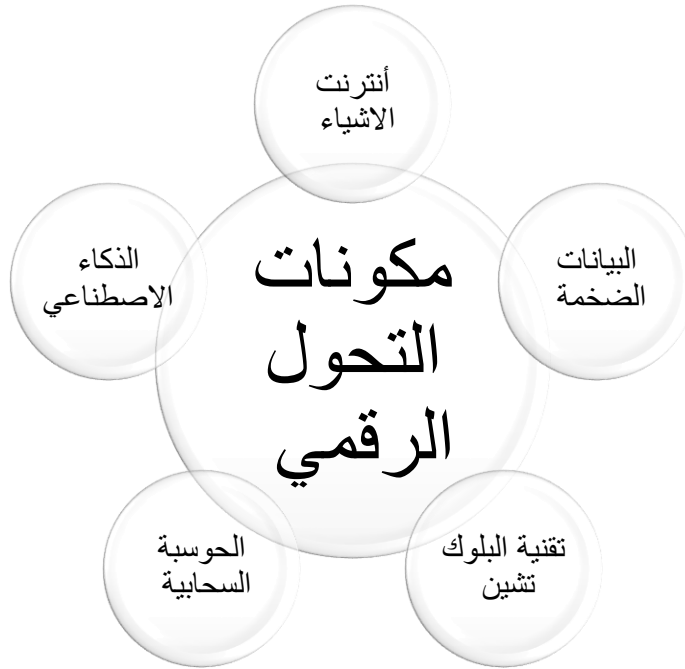 أنترنت
الاشياء
البيانات
الضخمة
الذكاء
الاصطناعي
مكونات
التحول
الرقمي
تقنية البلوك
تشين
الحوسبة
السحابية